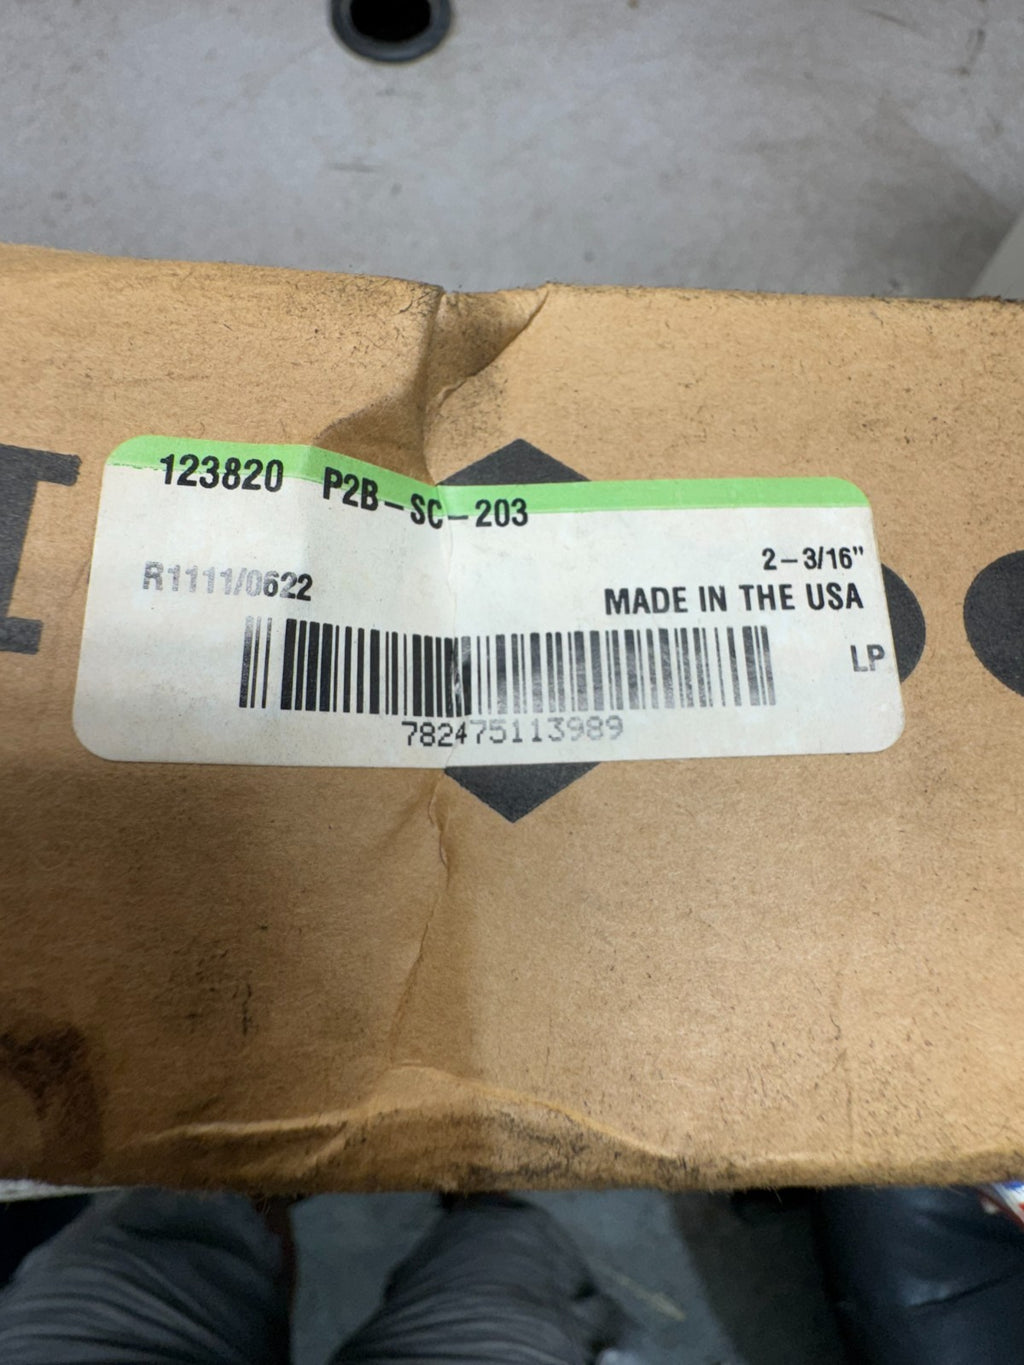 123820 P2B-SC-203
2-3/16"
R1111/0622
MADE IN THE USA
LP
782475113989